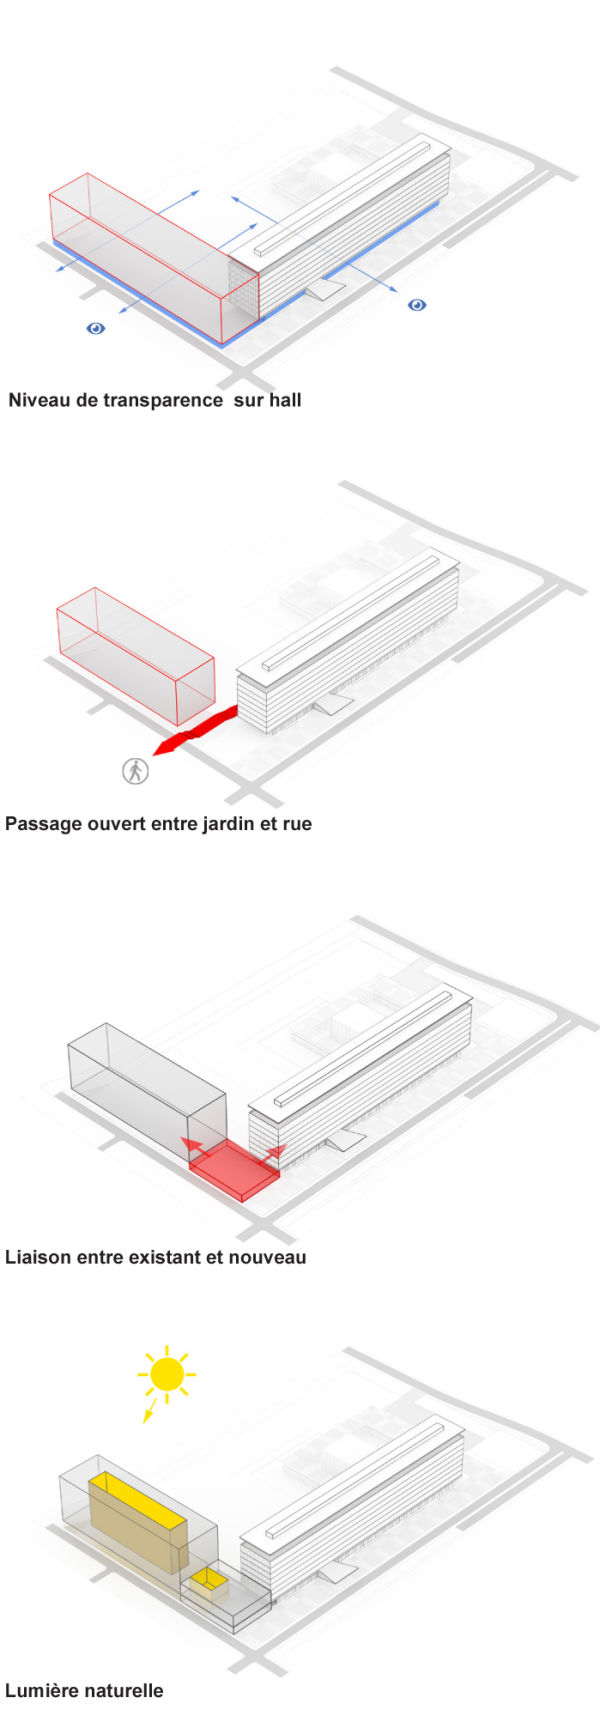 Niveau de transparence  sur hall
Passage ouvert entre jardin et rue
Liaison entre existant et nouveau
Lumière naturelle